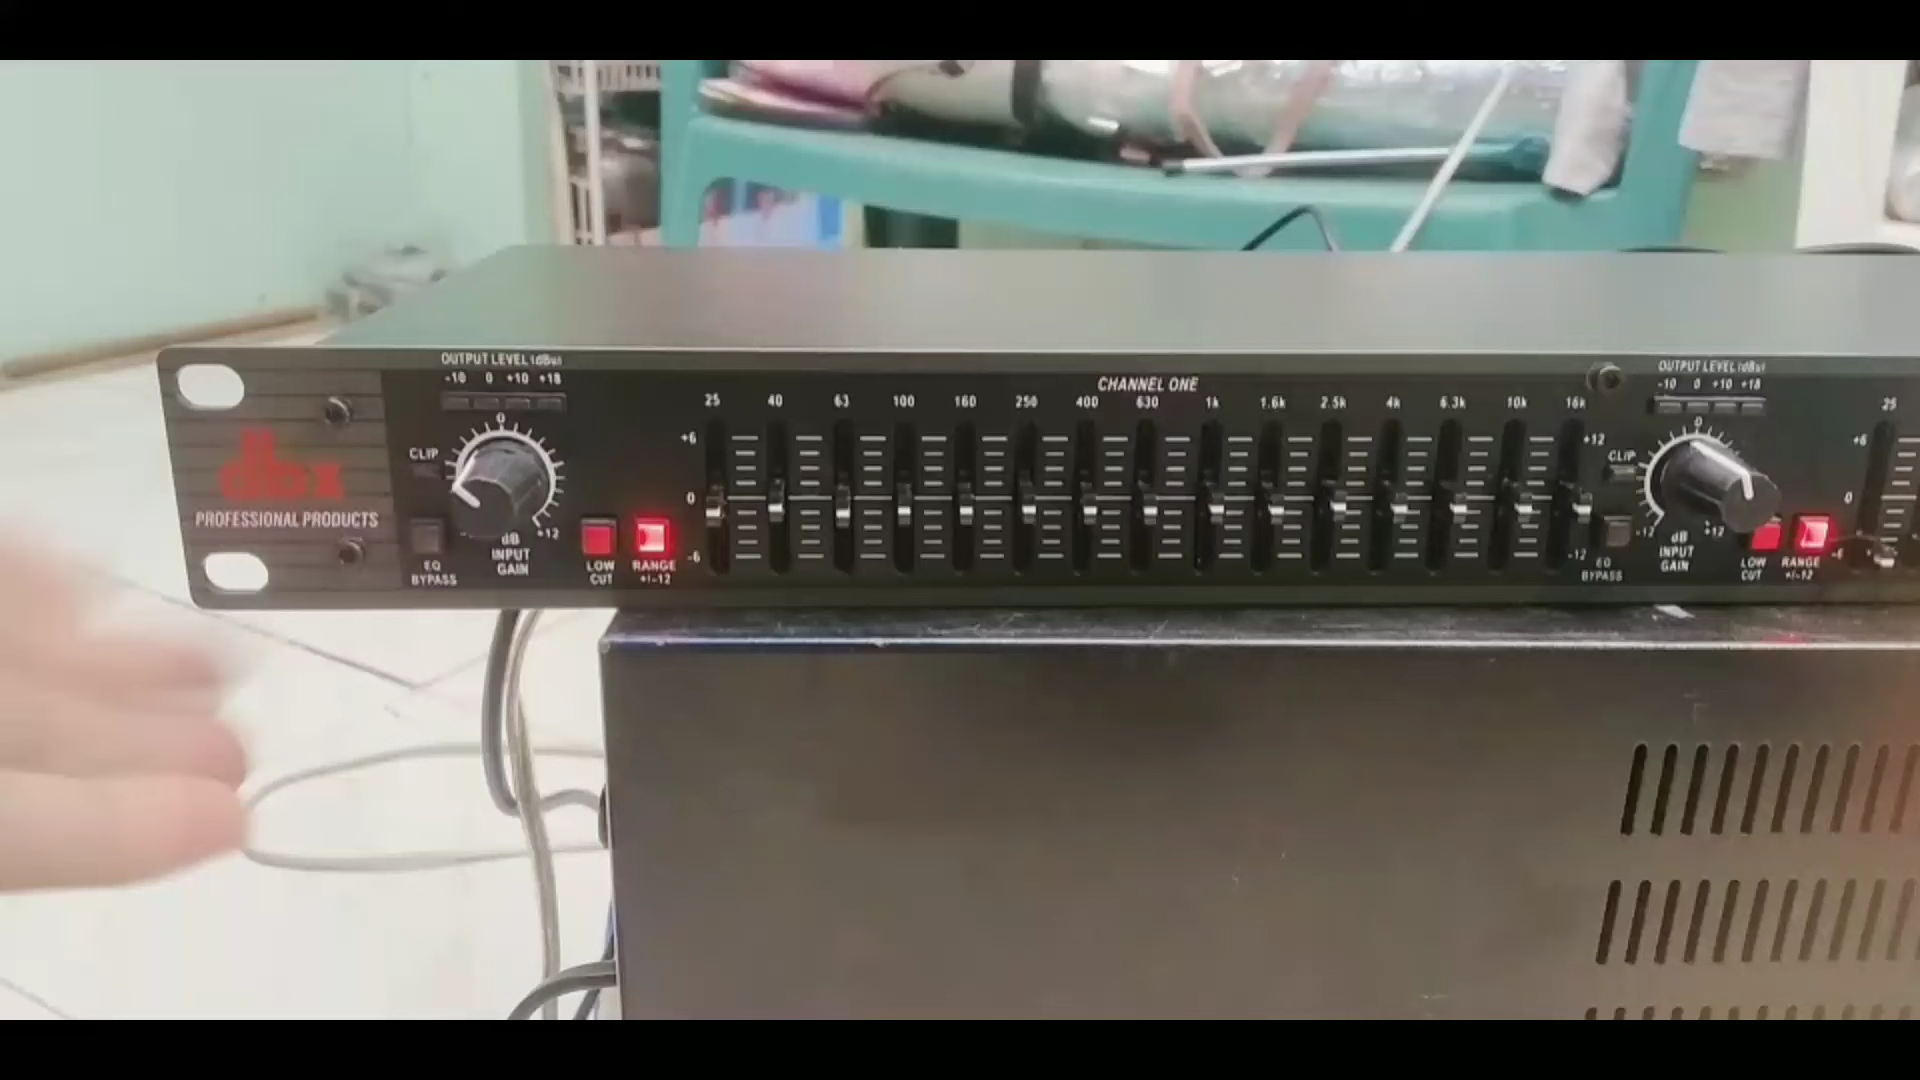 OUTPUT LEVEL (dBu)
-10 0 +10 +18
0
CLIP
dbx
PROFESSIONAL PRODUCTS
EQ
BYPASS
+12
dB
INPUT
GAIN
LOW
CUT
RANGE
+/-12
CHANNEL ONE
25 40 63 100 160 250 400 630 1k 1.6k 2.5k 4k 6.3k 10k 16k
+6 +12
0
-6 -12
OUTPUT LEVEL (dBu)
-10 0 +10 +18
0
CLIP
EQ
BYPASS
-12 +12
dB
INPUT
GAIN
LOW
CUT
RANGE
+/-12
25
+6
0
-6